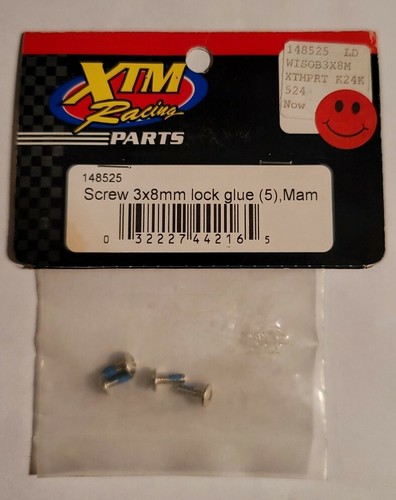 148525 LD
WISOB3X8M
XTMPRT K24K
524
Now
XTM
Racing
PARTS
148525
Screw 3x8mm lock glue (5),Mam
0 32227 44216 5